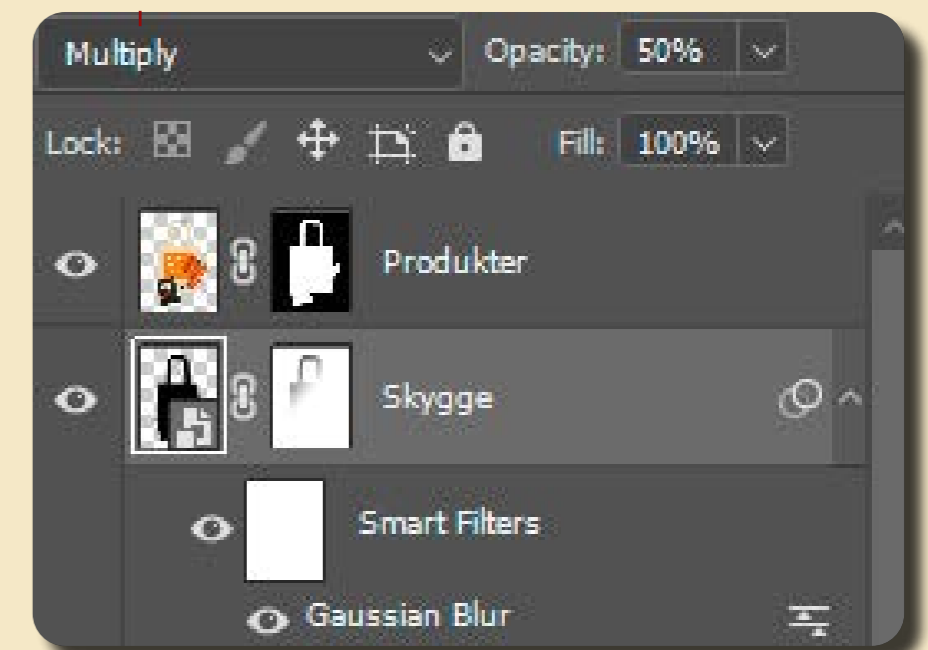 Multiply Opacity: 50%
Lock: Fill: 100%
Produkter
Skygge
Smart Filters
Gaussian Blur